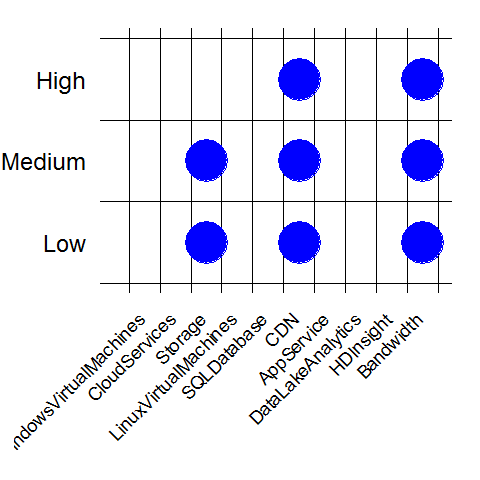 High
Medium
Low
ndowsVirtualMachines
CloudServices
Storage
LinuxVirtualMachines
SQLDatabase
CDN
AppService
DataLakeAnalytics
HDInsight
Bandwidth